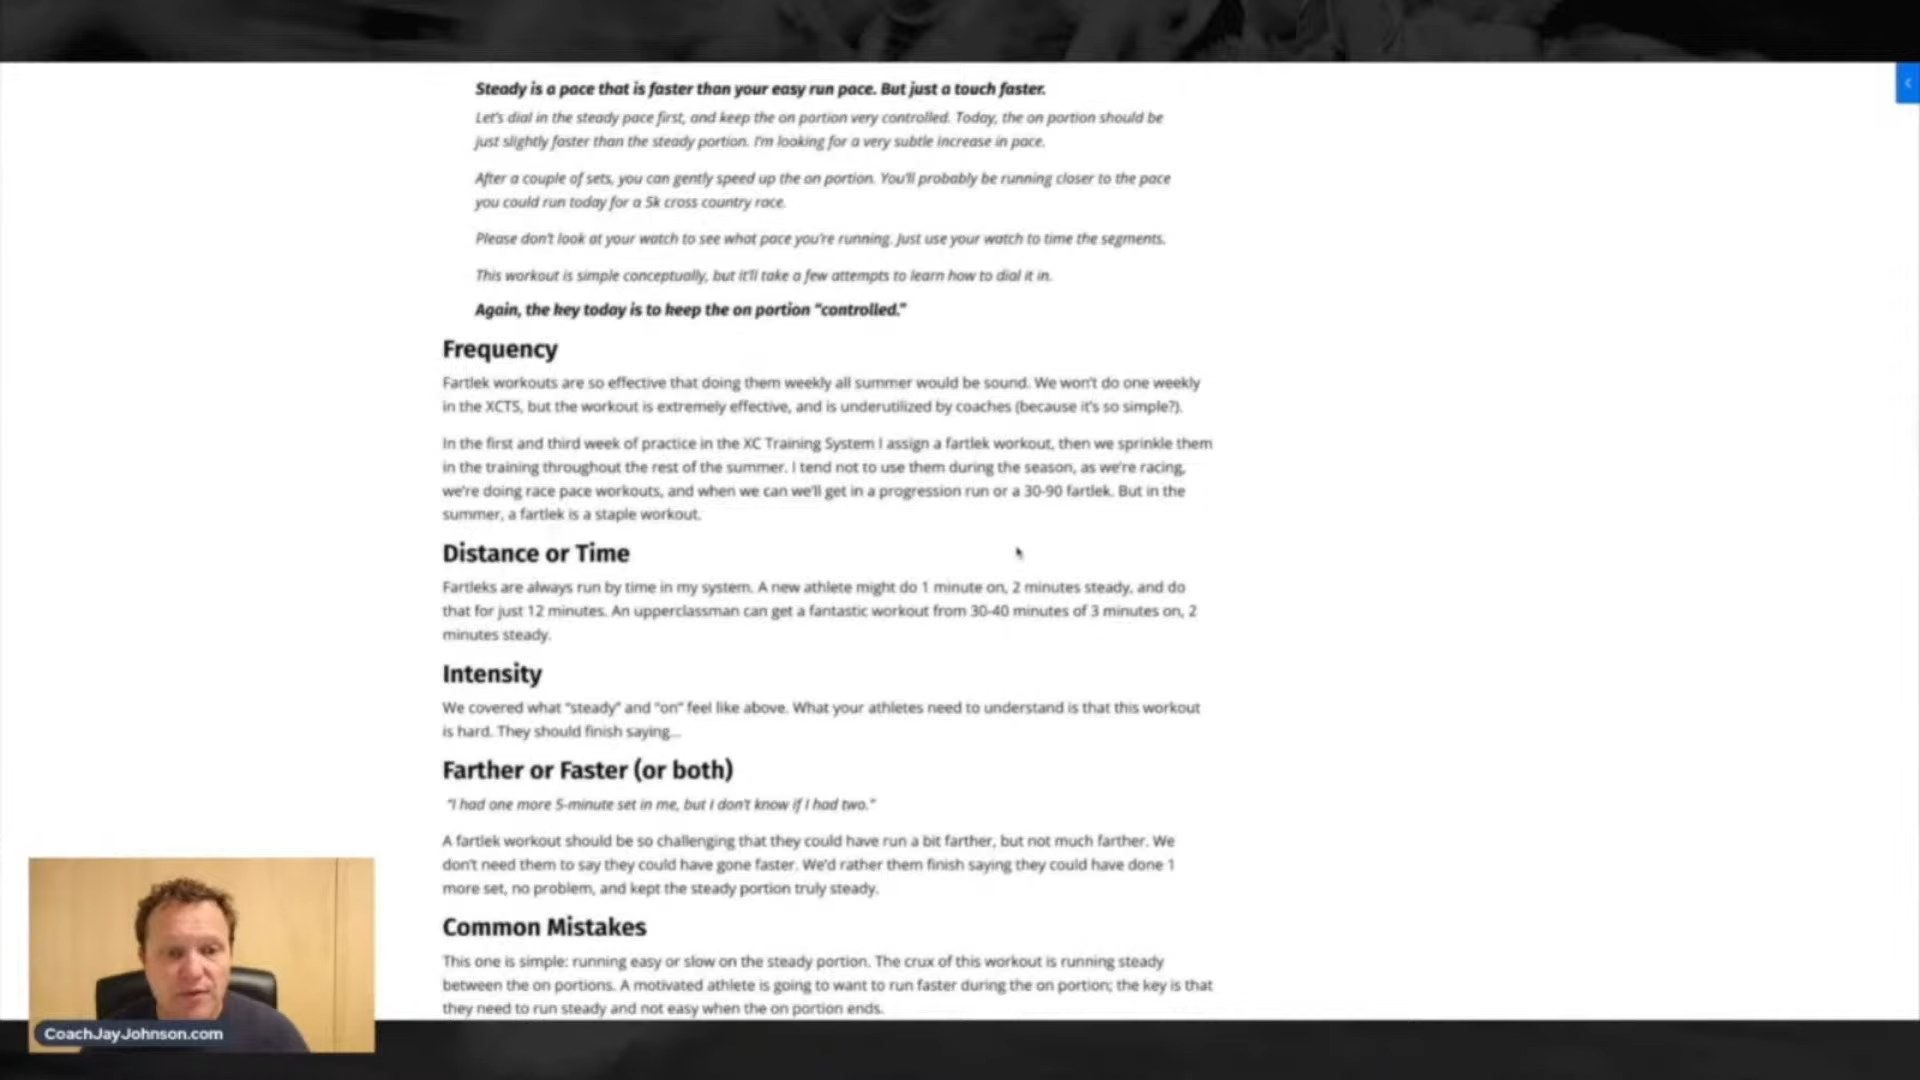 Steady is a pace that is faster than your easy run pace. But just a touch faster.
Let's dial in the steady pace first, and keep the on portion very controlled. Today, the on portion should be
just slightly faster than the steady portion. I'm looking for a very subtle increase in pace.
After a couple of sets, you can gently speed up the on portion. You'll probably be running closer to the pace
you could run today for a 5k cross country race.
Please don't look at your watch to see what pace you're running. Just use your watch to time the segments.
This workout is simple conceptually, but it'll take a few attempts to learn how to dial it in.
Again, the key today is to keep the on portion "controlled."
Frequency
Fartlek workouts are so effective that doing them weekly all summer would be sound. We won't do one weekly
in the XCTS, but the workout is extremely effective, and is underutilized by coaches (because it's so simple?).
In the first and third week of practice in the XC Training System I assign a fartlek workout, then we sprinkle them
in the training throughout the rest of the summer. I tend not to use them during the season, as we're racing,
we're doing race pace workouts, and when we can we'll get in a progression run or a 30-90 fartlek. But in the
summer, a fartlek is a staple workout.
Distance or Time
Fartleks are always run by time in my system. A new athlete might do 1 minute on, 2 minutes steady, and do
that for just 12 minutes. An upperclassman can get a fantastic workout from 30-40 minutes of 3 minutes on, 2
minutes steady.
Intensity
We covered what "steady" and "on" feel like above. What your athletes need to understand is that this workout
is hard. They should finish saying...
Farther or Faster (or both)
"I had one more 5-minute set in me, but I don't know if I had two."
A fartlek workout should be so challenging that they could have run a bit farther, but not much farther. We
don't need them to say they could have gone faster. We'd rather them finish saying they could have done 1
more set, no problem, and kept the steady portion truly steady.
Common Mistakes
This one is simple: running easy or slow on the steady portion. The crux of this workout is running steady
between the on portions. A motivated athlete is going to want to run faster during the on portion; the key is that
they need to run steady and not easy when the on portion ends.
CoachJayJohnson.com